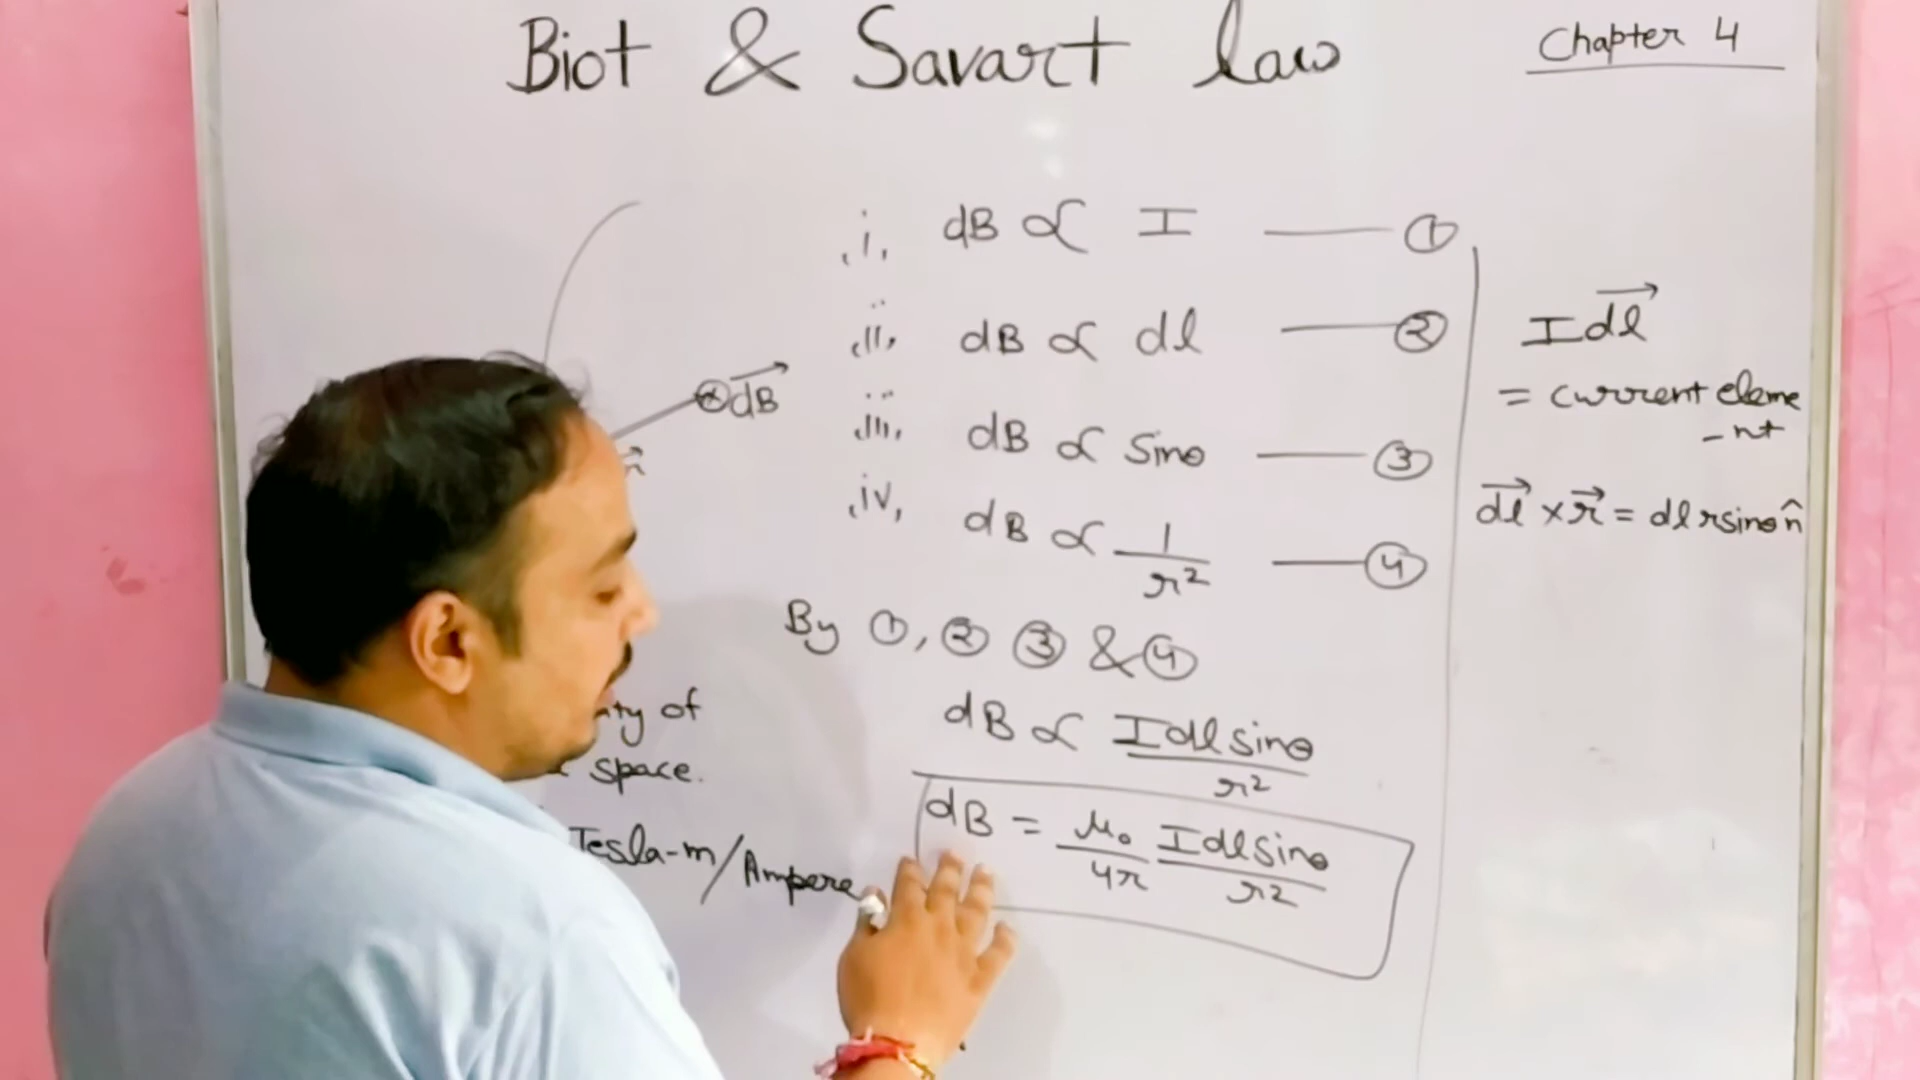 Biot & Savart law
Chapter 4
(i) dB ∝ I —— ①
(ii) dB ∝ dl —— ②
(iii) dB ∝ sinθ —— ③
(iv) dB ∝ 1/r² —— ④
By ①, ② ③ & ④
dB ∝ Idl sinθ / r²
dB = μ₀/4π Idl sinθ / r²
⊗ dB⃗
of
space.
Tesla-m/Ampere
I dl⃗
= current eleme
-nt
dl⃗ × r⃗ = dl r sinθ n̂